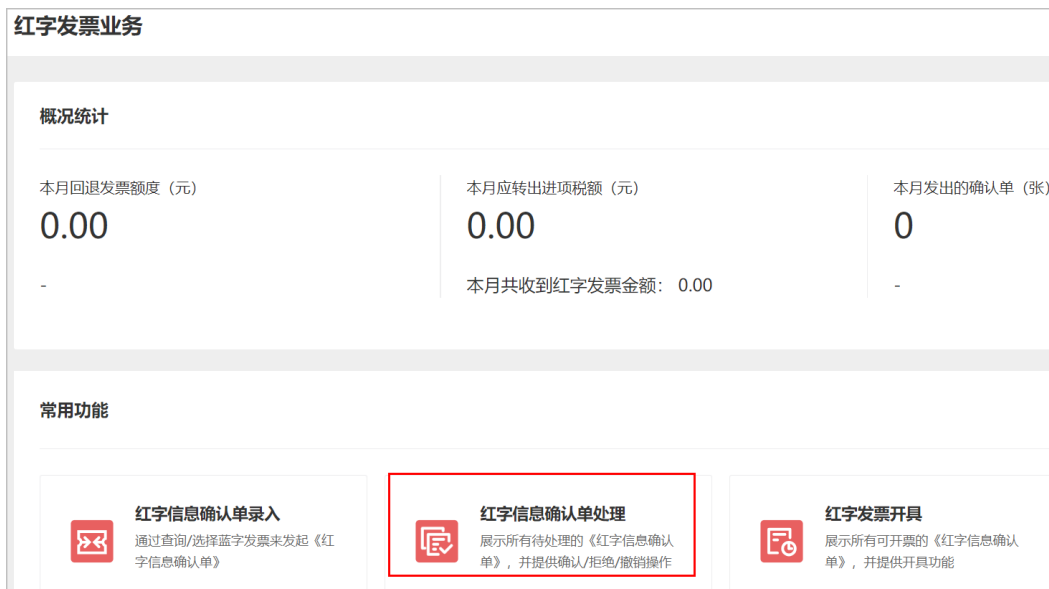 红字发票业务
概况统计
本月回退发票额度（元）
0.00
-
本月应转出进项税额（元）
0.00
本月共收到红字发票金额： 0.00
本月发出的确认单（张）
0
-
常用功能
红字信息确认单录入
通过查询/选择蓝字发票来发起《红
字信息确认单》
红字信息确认单处理
展示所有待处理的《红字信息确认
单》，并提供确认/拒绝/撤销操作
红字发票开具
展示所有可开票的《红字信息确认
单》，并提供开具功能